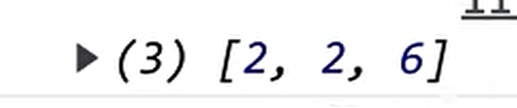 ▶ (3) [2, 2, 6]